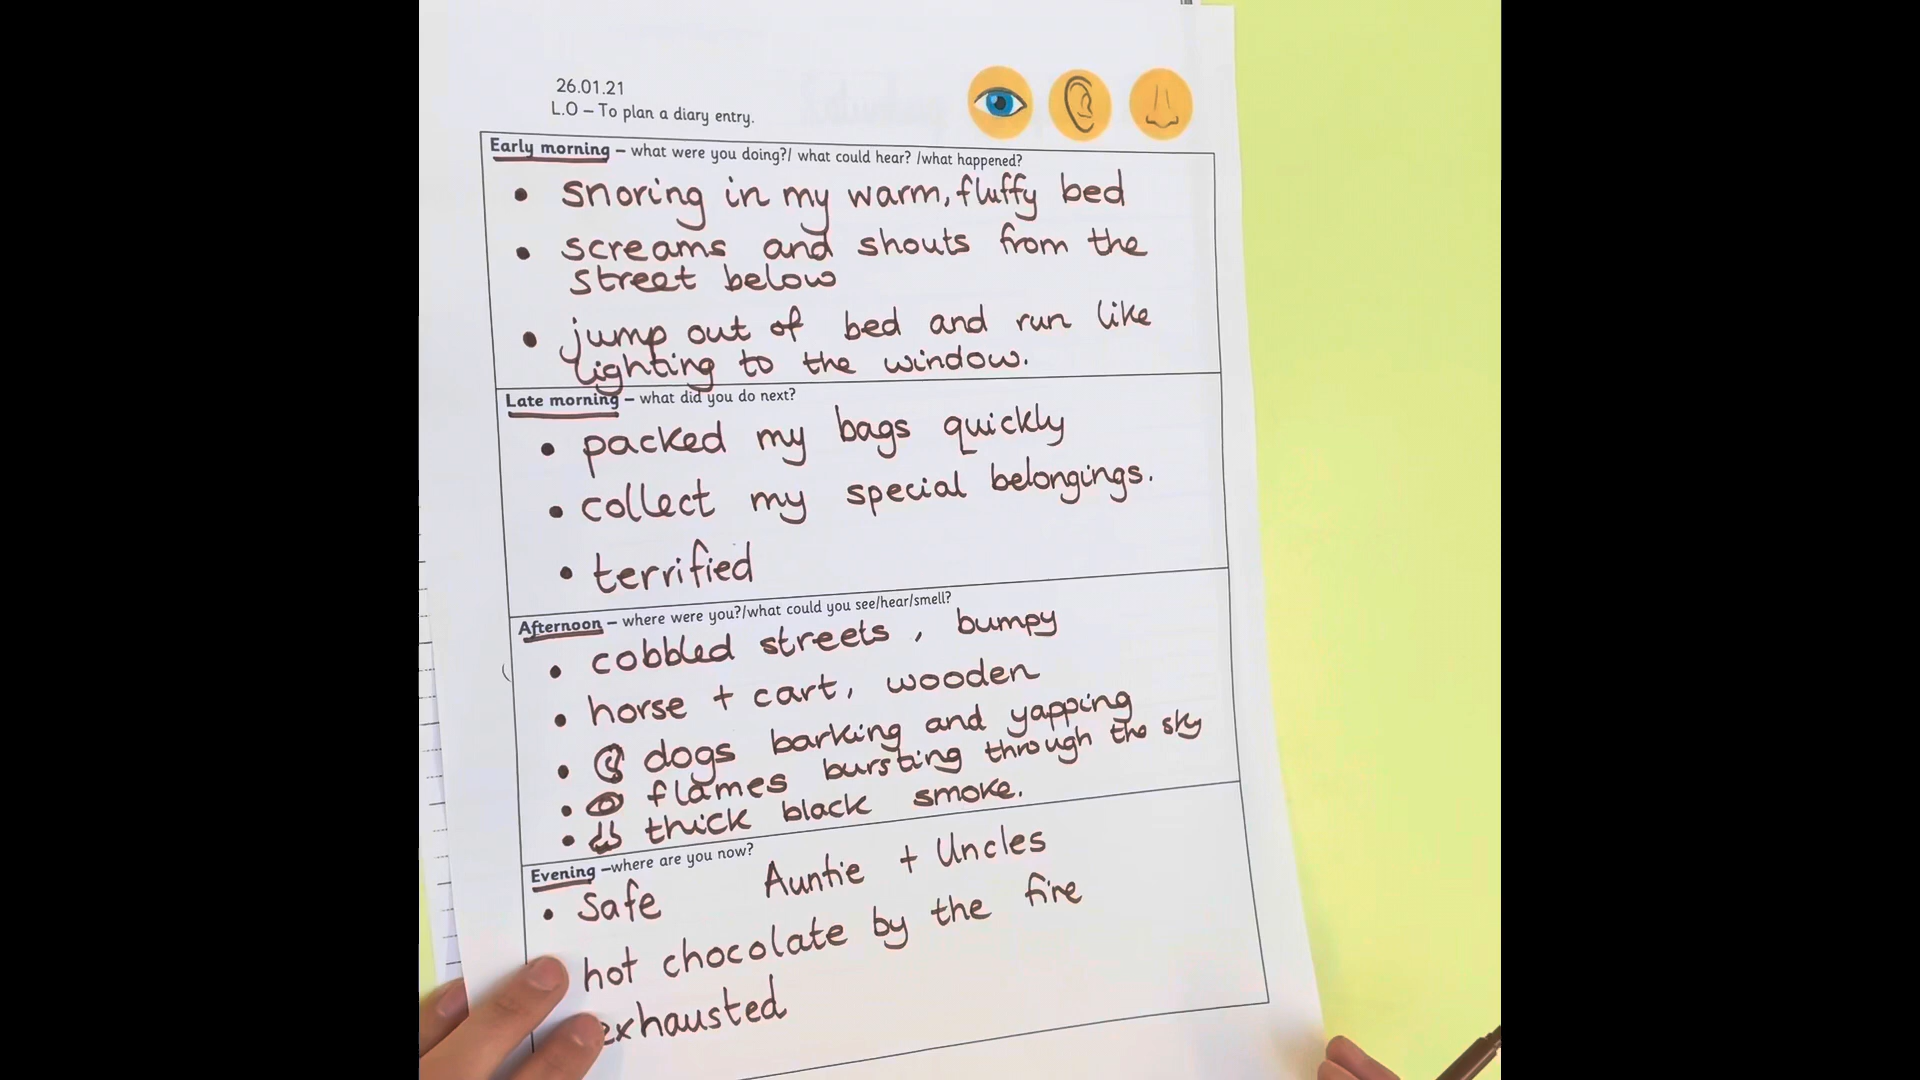 26.01.21
L.O – To plan a diary entry.
Early morning – what were you doing?/ what could hear? /what happened?
• snoring in my warm, fluffy bed
• screams and shouts from the
street below
• jump out of bed and run like
lighting to the window.
Late morning – what did you do next?
• packed my bags quickly
• collect my special belongings.
• terrified
Afternoon – where were you?/what could you see/hear/smell?
• cobbled streets, bumpy
• horse + cart, wooden
• dogs barking and yapping
• flames bursting through the sky
• thick black smoke.
Evening –where are you now?
• Safe Auntie + Uncles
hot chocolate by the fire
exhausted